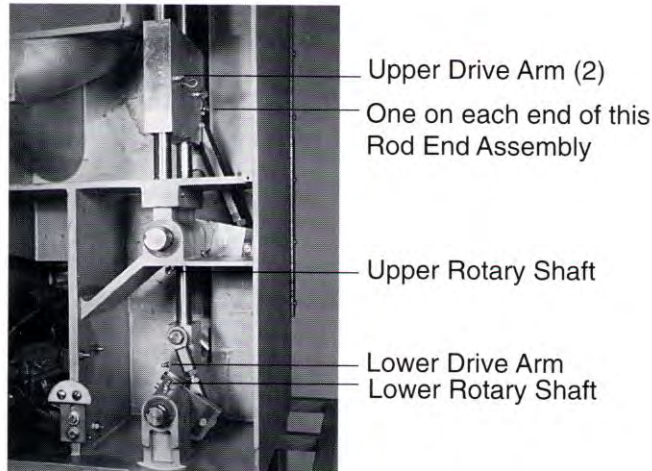 Upper Drive Arm (2)
One on each end of this
Rod End Assembly
Upper Rotary Shaft
Lower Drive Arm
Lower Rotary Shaft